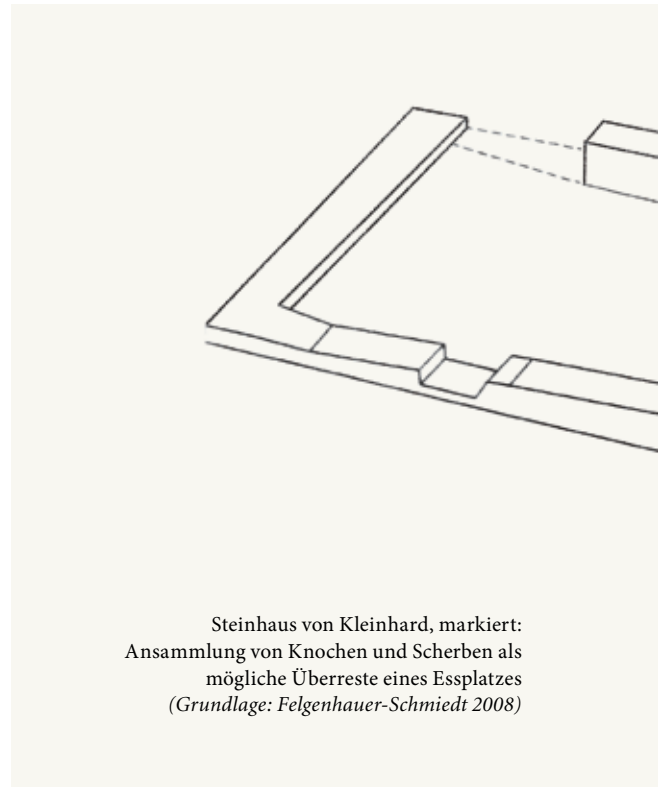 Steinhaus von Kleinhard, markiert:
Ansammlung von Knochen und Scherben als
mögliche Überreste eines Essplatzes
(Grundlage: Felgenhauer-Schmiedt 2008)